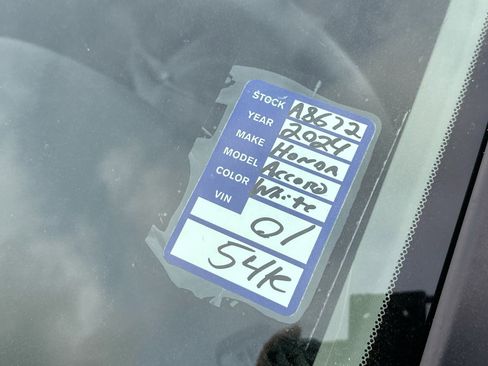 STOCK A8672
YEAR 2024
MAKE HONDA
MODEL ACCORD
COLOR White
VIN 01
54K